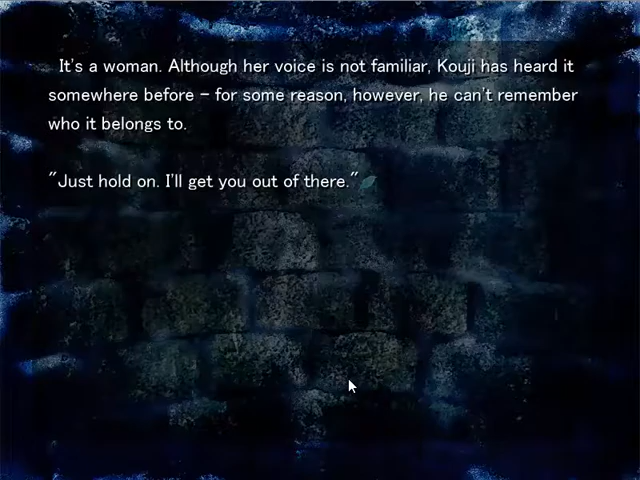 It's a woman. Although her voice is not familiar, Kouji has heard it
somewhere before – for some reason, however, he can't remember
who it belongs to.
"Just hold on. I'll get you out of there."